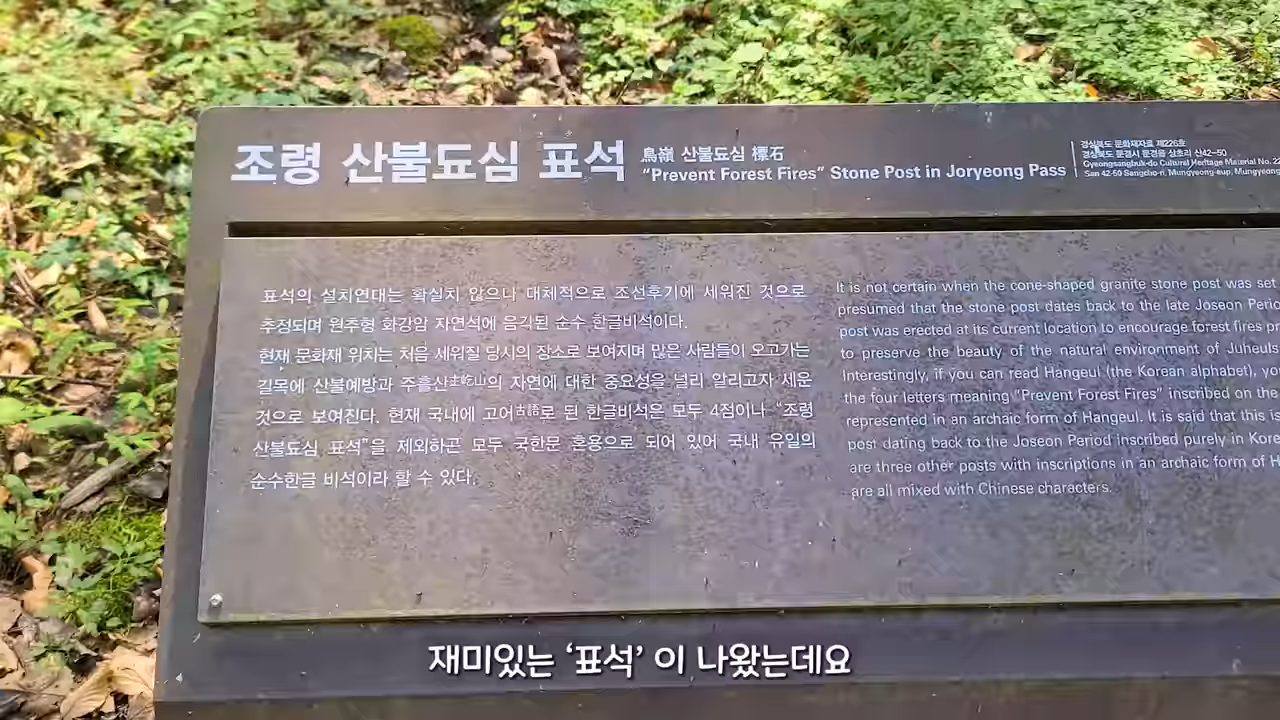 조령 산불됴심 표석
鳥嶺 산불됴심 標石
"Prevent Forest Fires" Stone Post in Joryeong Pass
경상북도 문화재자료 제226호
경상북도 문경시 문경읍 상초리 산42-50
Gyeongsangbuk-do Cultural Heritage Material No. 22
San 42-50 Sangcho-ri, Mungyeong-eup, Mungyeong
표석의 설치연대는 확실치 않으나 대체적으로 조선후기에 세워진 것으로
추정되며 원추형 화강암 자연석에 음각된 순수 한글비석이다.
현재 문화재 위치는 처음 세워질 당시의 장소로 보여지며 많은 사람들이 오고가는
길목에 산불예방과 주흘산主屹山의 자연에 대한 중요성을 널리 알리고자 세운
것으로 보여진다. 현재 국내에 고어古語로 된 한글비석은 모두 4점이나 "조령
산불됴심 표석"을 제외하곤 모두 국한문 혼용으로 되어 있어 국내 유일의
순수한글 비석이라 할 수 있다.
It is not certain when the cone-shaped granite stone post was set
presumed that the stone post dates back to the late Joseon Perio
post was erected at its current location to encourage forest fires pr
to preserve the beauty of the natural environment of Juheuls
Interestingly, if you can read Hangeul (the Korean alphabet), yo
the four letters meaning "Prevent Forest Fires" inscribed on the
represented in an archaic form of Hangeul. It is said that this is
post dating back to the Joseon Period inscribed purely in Kore
are three other posts with inscriptions in an archaic form of H
are all mixed with Chinese characters.
재미있는 '표석' 이 나왔는데요